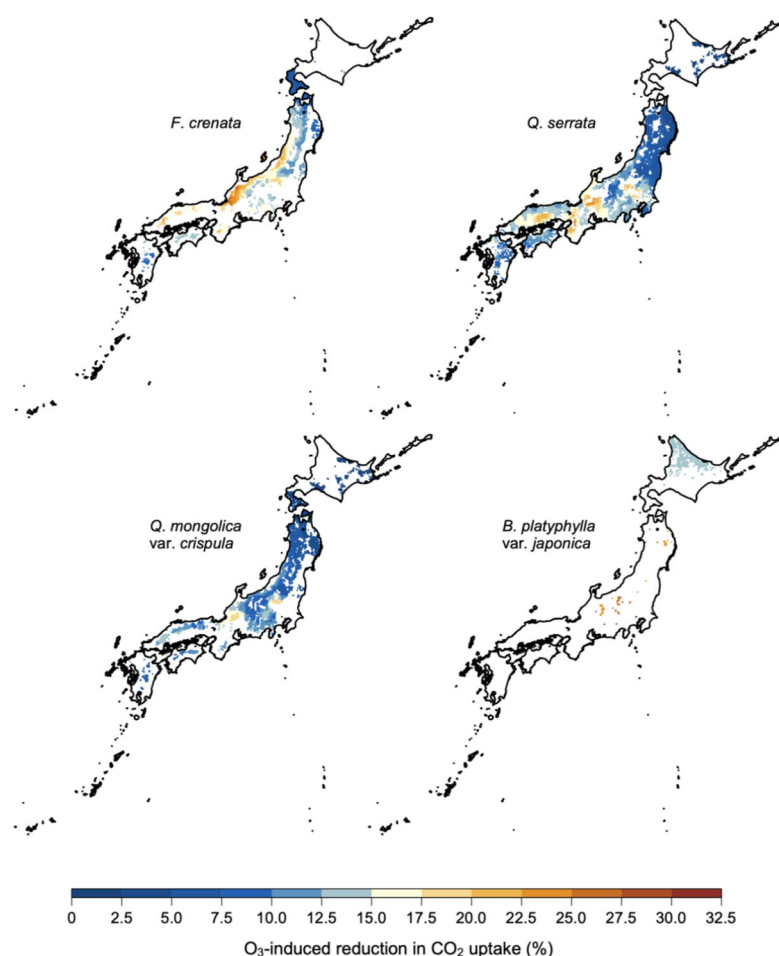 F. crenata
Q. serrata
Q. mongolica
var. crispula
B. platyphylla
var. japonica
0 2.5 5.0 7.5 10.0 12.5 15.0 17.5 20.0 22.5 25.0 27.5 30.0 32.5
O₃-induced reduction in CO₂ uptake (%)